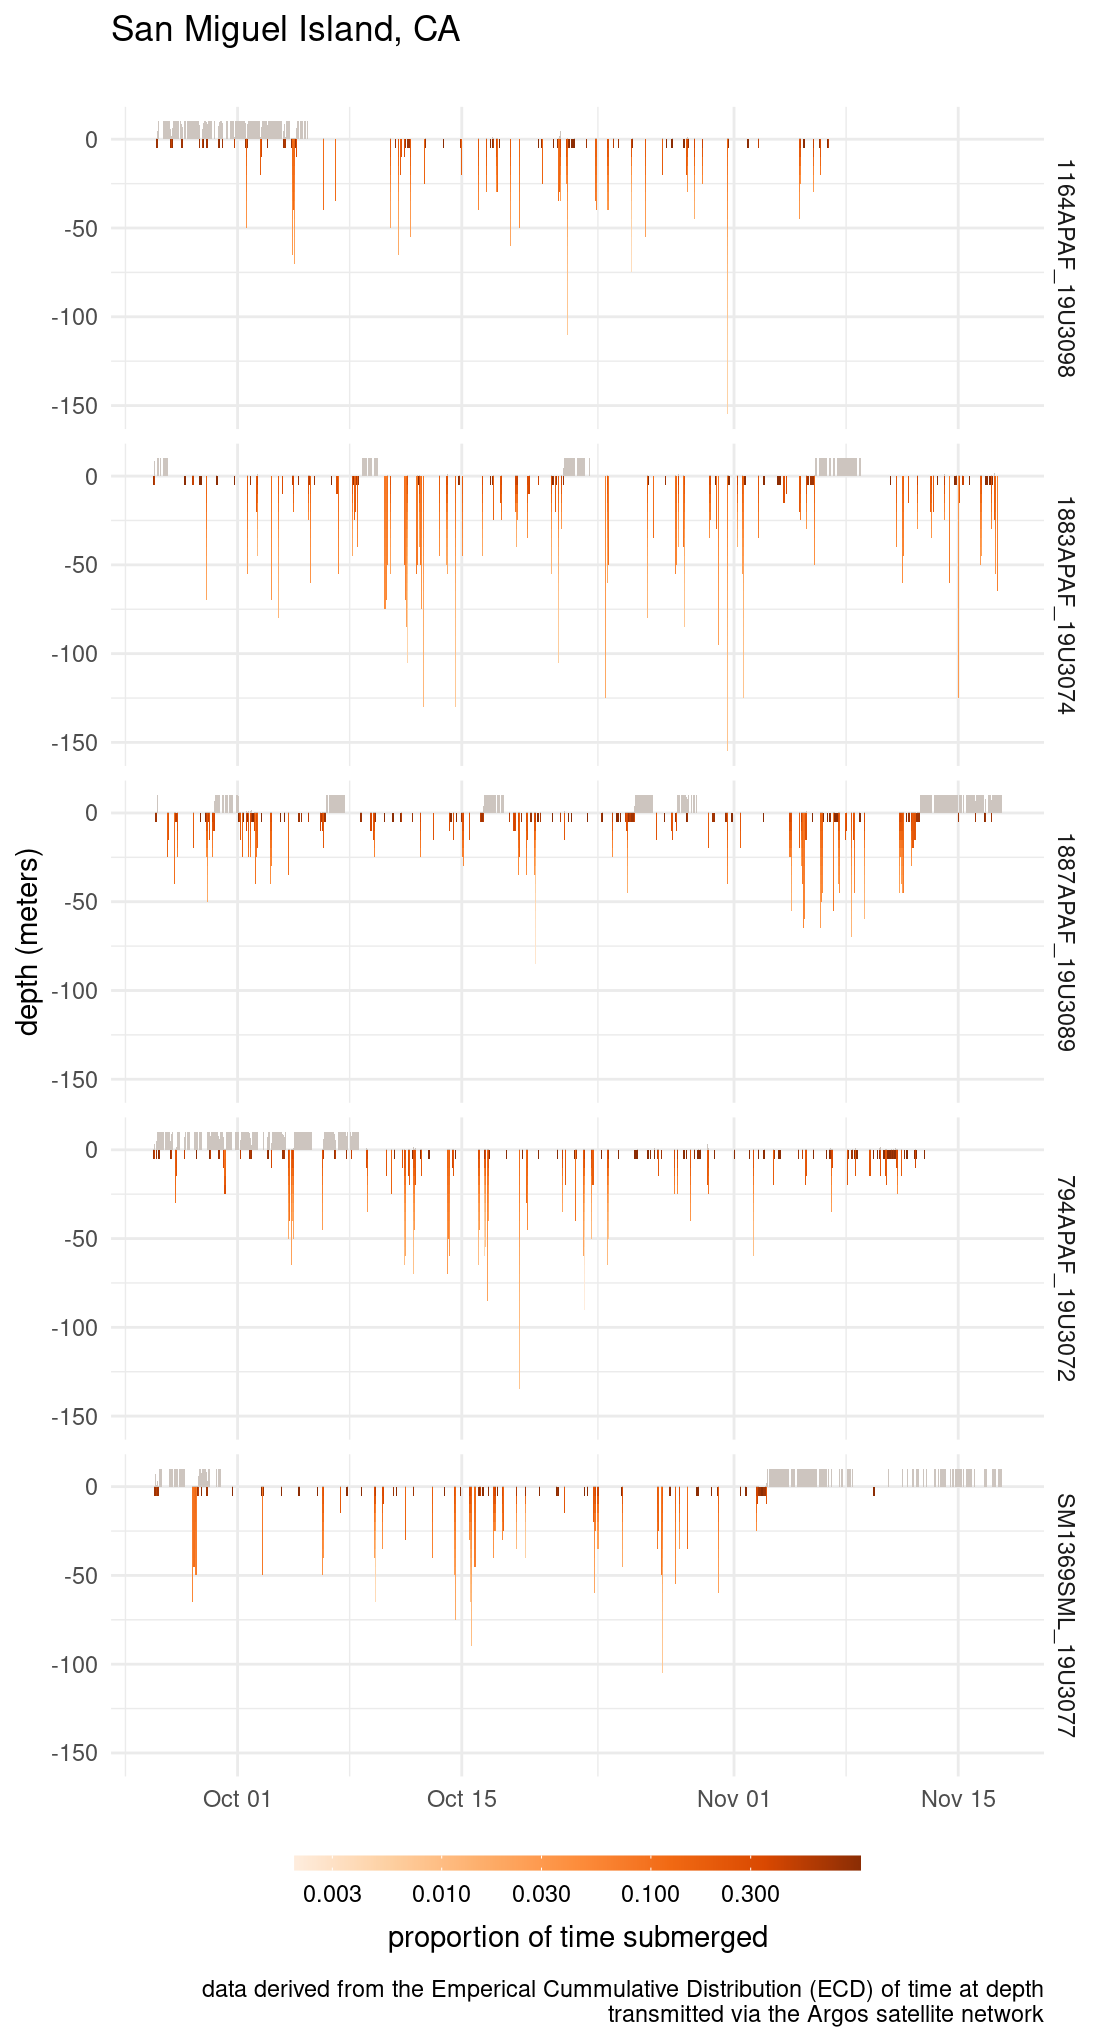 San Miguel Island, CA
0
-50
-100
-150
1164APAF_19U3098
0
-50
-100
-150
1883APAF_19U3074
0
-50
-100
-150
1887APAF_19U3089
depth (meters)
0
-50
-100
-150
794APAF_19U3072
0
-50
-100
-150
SM1369SML_19U3077
Oct 01 Oct 15 Nov 01 Nov 15
0.003 0.010 0.030 0.100 0.300
proportion of time submerged
data derived from the Emperical Cummulative Distribution (ECD) of time at depth
transmitted via the Argos satellite network